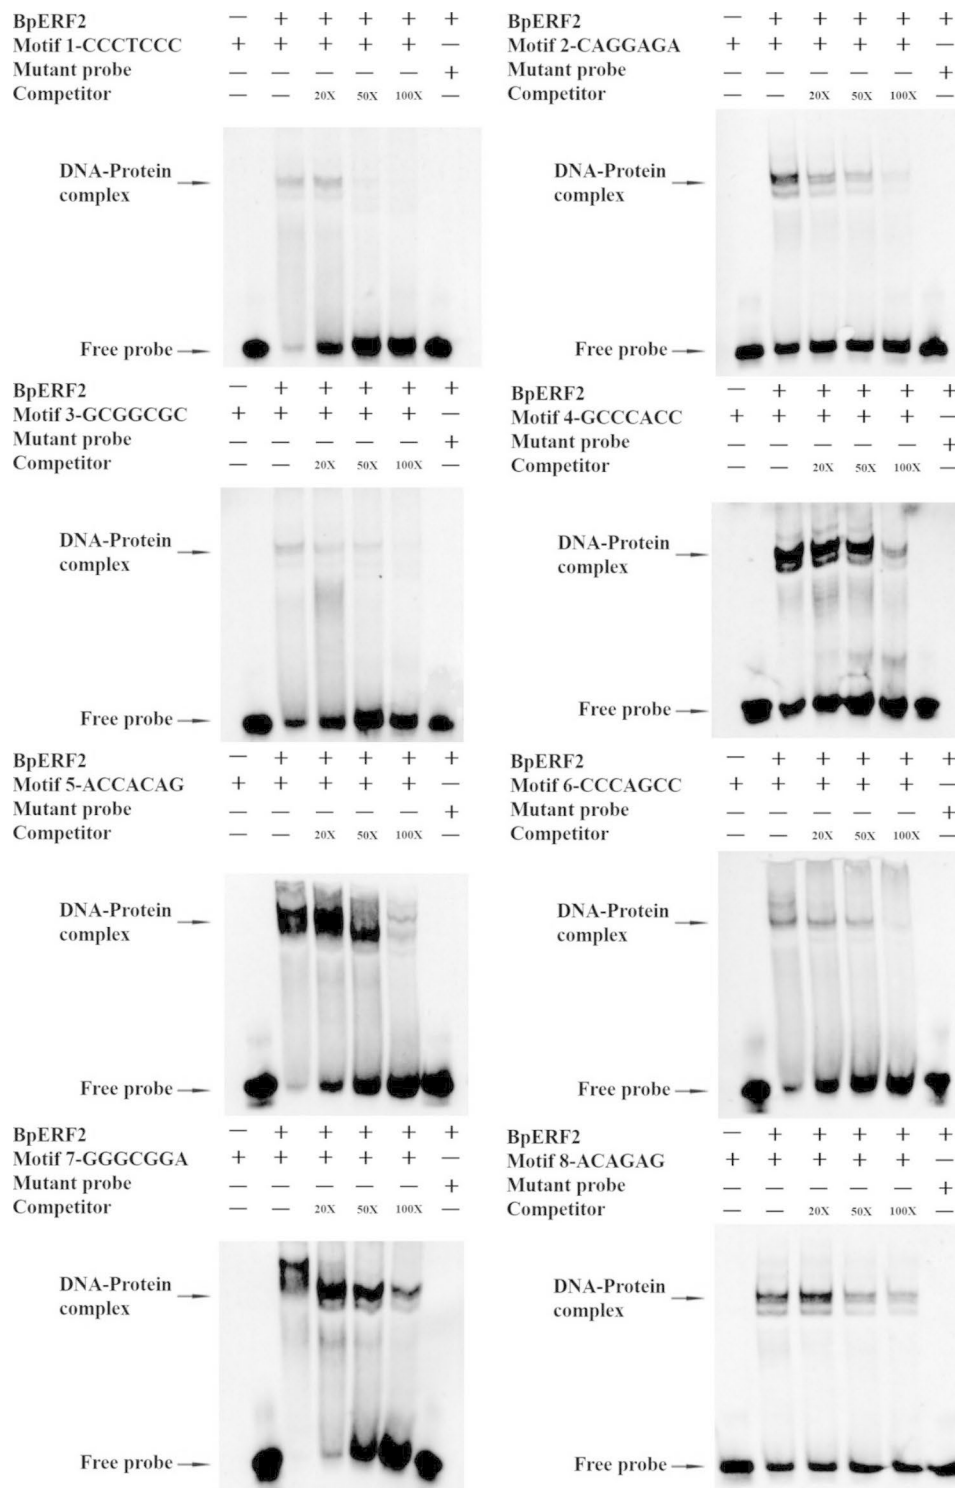 BpERF2 — + + + + +
Motif 1-CCCTCCC + + + + + —
Mutant probe — — — — — +
Competitor — — 20X 50X 100X —
DNA-Protein
complex
Free probe
BpERF2 — + + + + +
Motif 2-CAGGAGA + + + + + —
Mutant probe — — — — — +
Competitor — — 20X 50X 100X —
DNA-Protein
complex
Free probe
BpERF2 — + + + + +
Motif 3-GCGGCGC + + + + + —
Mutant probe — — — — — +
Competitor — — 20X 50X 100X —
DNA-Protein
complex
Free probe
BpERF2 — + + + + +
Motif 4-GCCCACC + + + + + —
Mutant probe — — — — — +
Competitor — — 20X 50X 100X —
DNA-Protein
complex
Free probe
BpERF2 — + + + + +
Motif 5-ACCACAG + + + + + —
Mutant probe — — — — — +
Competitor — — 20X 50X 100X —
DNA-Protein
complex
Free probe
BpERF2 — + + + + +
Motif 6-CCCAGCC + + + + + —
Mutant probe — — — — — +
Competitor — — 20X 50X 100X —
DNA-Protein
complex
Free probe
BpERF2 — + + + + +
Motif 7-GGGCGGA + + + + + —
Mutant probe — — — — — +
Competitor — — 20X 50X 100X —
DNA-Protein
complex
Free probe
BpERF2 — + + + + +
Motif 8-ACAGAG + + + + + —
Mutant probe — — — — — +
Competitor — — 20X 50X 100X —
DNA-Protein
complex
Free probe